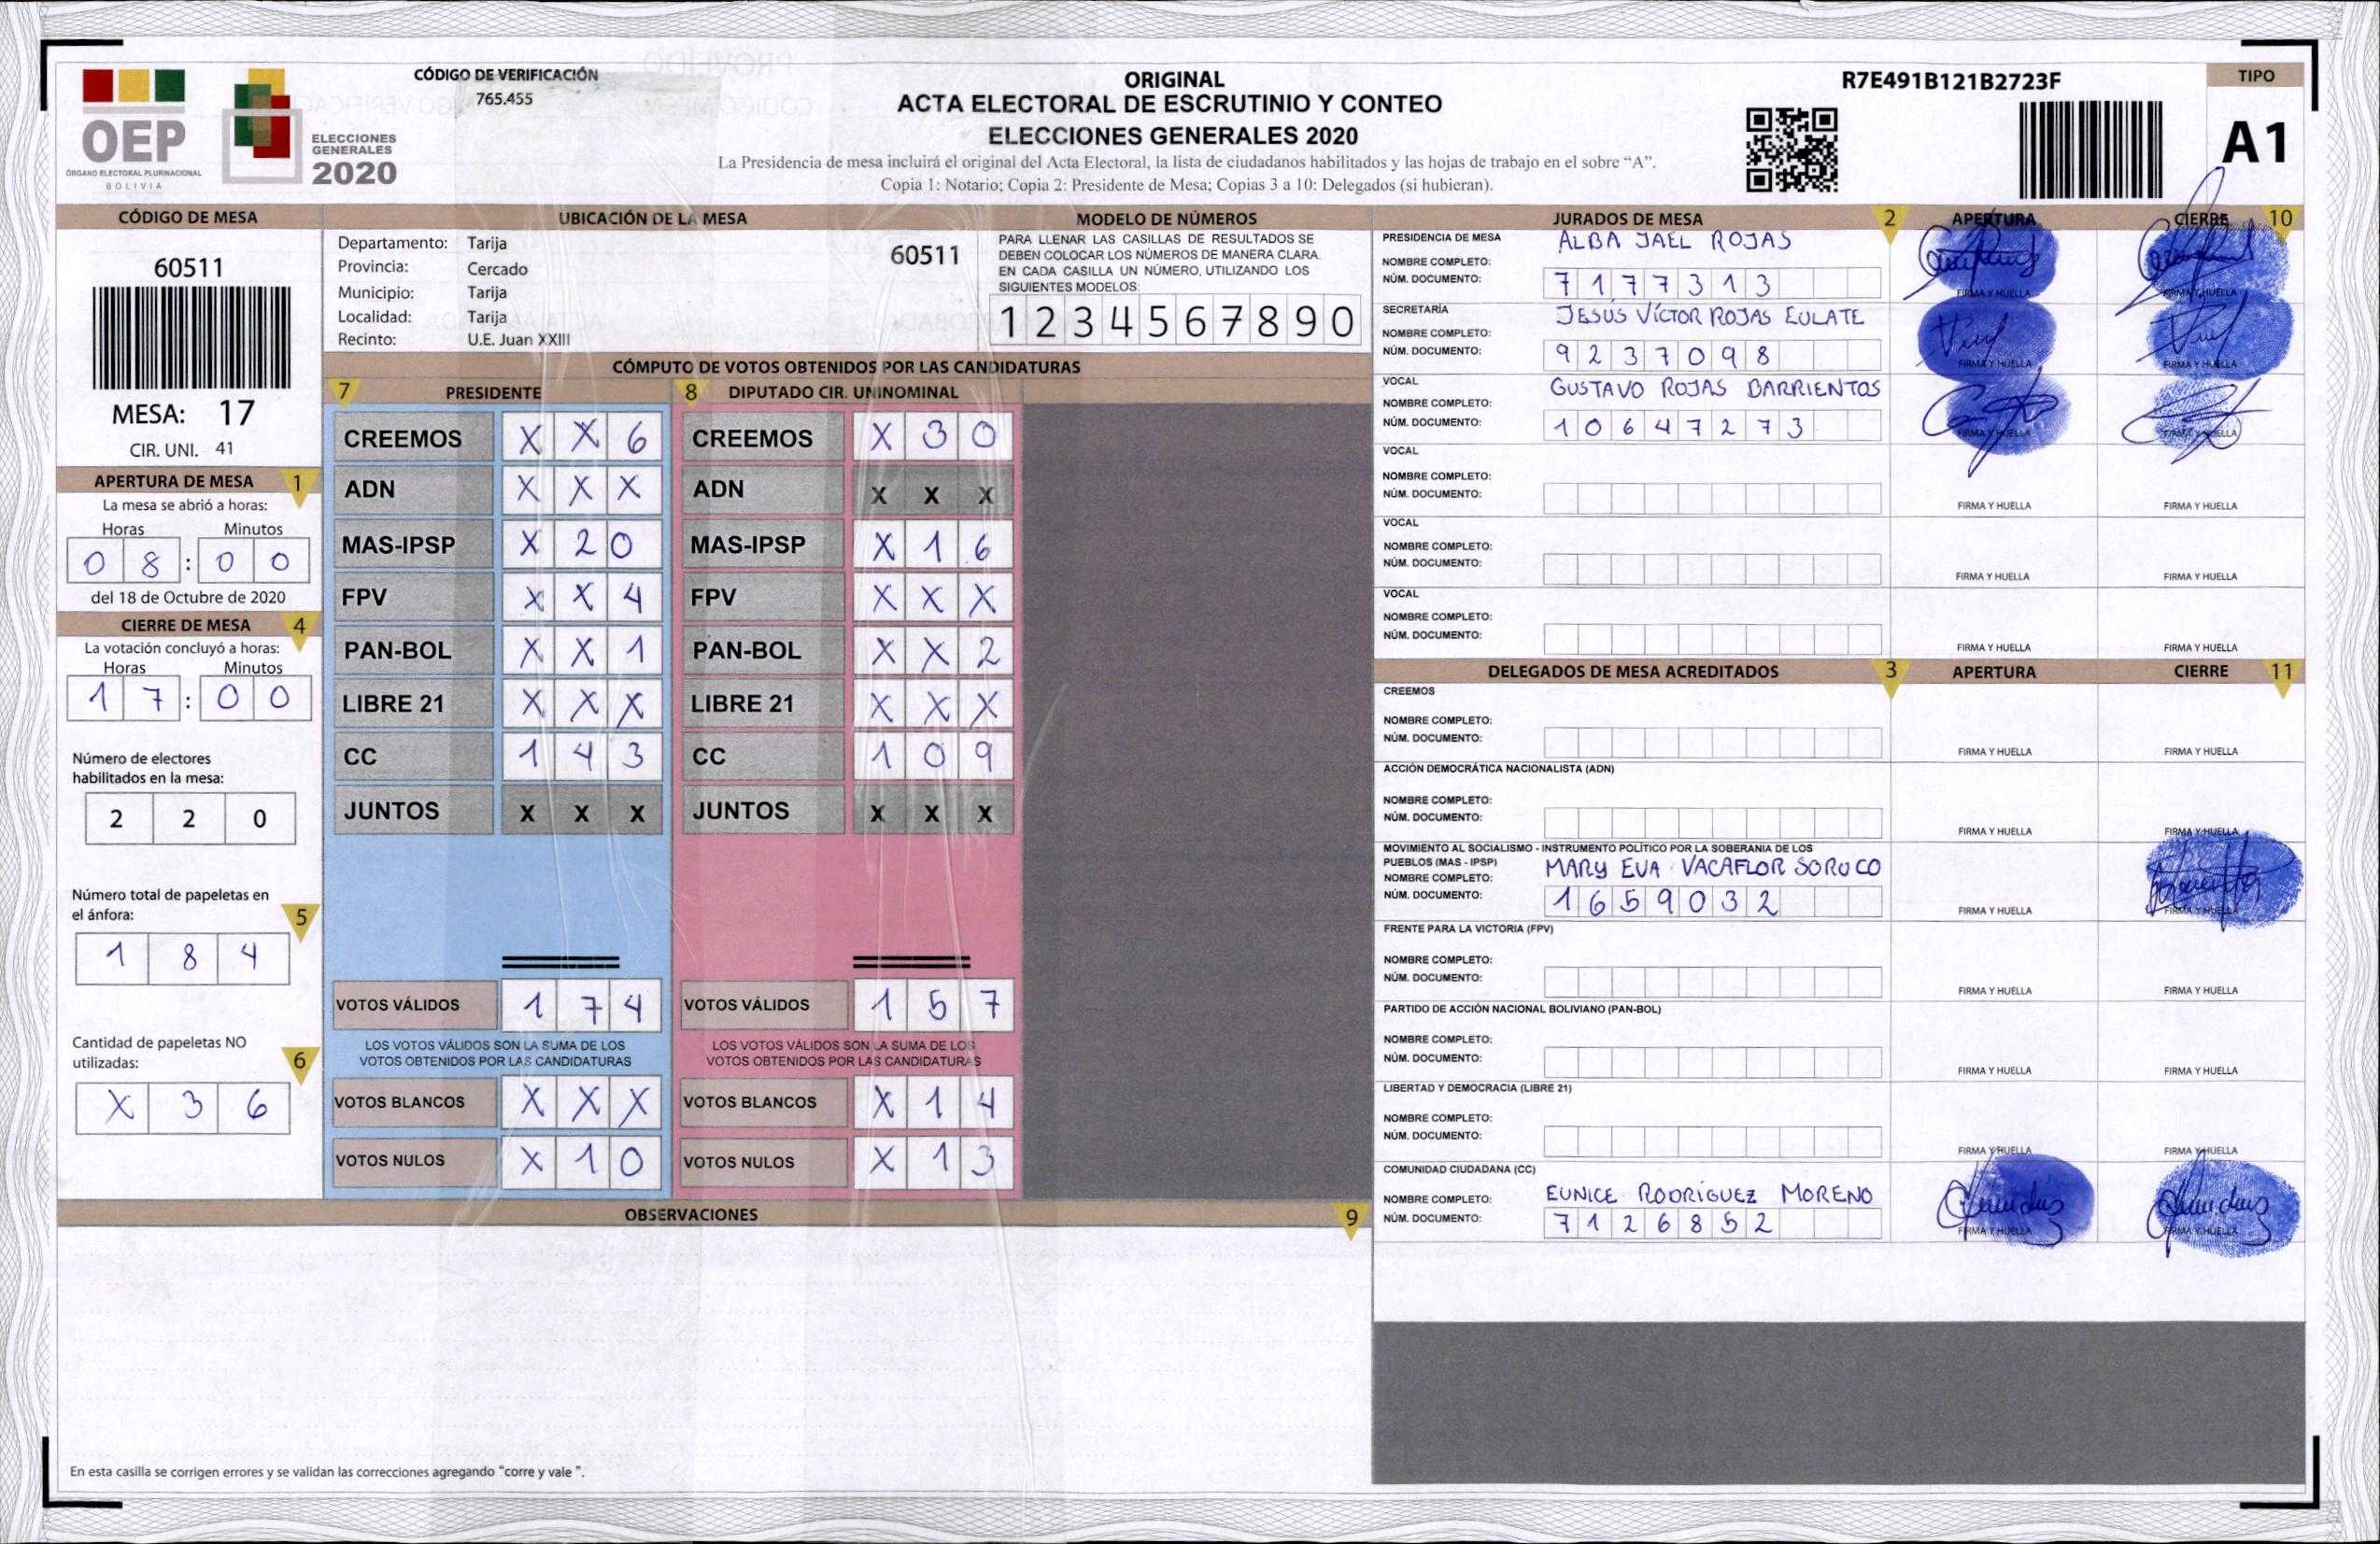 CÓDIGO DE VERIFICACIÓN
765.455
OEP
ÓRGANO ELECTORAL PLURINACIONAL
BOLIVIA
ELECCIONES
GENERALES
2020
ORIGINAL
ACTA ELECTORAL DE ESCRUTINIO Y CONTEO
ELECCIONES GENERALES 2020
La Presidencia de mesa incluirá el original del Acta Electoral, la lista de ciudadanos habilitados y las hojas de trabajo en el sobre “A”.
Copia 1: Notario; Copia 2: Presidente de Mesa; Copias 3 a 10: Delegados (si hubieran).
R7E491B121B2723F
TIPO
A1
CÓDIGO DE MESA
60511
MESA: 17
CIR. UNI. 41
APERTURA DE MESA 1
La mesa se abrió a horas:
Horas Minutos
0 8 : 0 0
del 18 de Octubre de 2020
CIERRE DE MESA 4
La votación concluyó a horas:
Horas Minutos
1 7 : 0 0
Número de electores
habilitados en la mesa:
2 2 0
Número total de papeletas en
el ánfora: 5
1 8 4
Cantidad de papeletas NO
utilizadas: 6
X 3 6
UBICACIÓN DE LA MESA
Departamento: Tarija
Provincia: Cercado
Municipio: Tarija
Localidad: Tarija
Recinto: U.E. Juan XXIII
60511
MODELO DE NÚMEROS
PARA LLENAR LAS CASILLAS DE RESULTADOS SE
DEBEN COLOCAR LOS NÚMEROS DE MANERA CLARA.
EN CADA CASILLA UN NÚMERO, UTILIZANDO LOS
SIGUIENTES MODELOS:
1 2 3 4 5 6 7 8 9 0
CÓMPUTO DE VOTOS OBTENIDOS POR LAS CANDIDATURAS
7 PRESIDENTE
CREEMOS X X 6
ADN X X X
MAS-IPSP X 2 0
FPV X X 4
PAN-BOL X X 1
LIBRE 21 X X X
CC 1 4 3
JUNTOS X X X
VOTOS VÁLIDOS 1 7 4
LOS VOTOS VÁLIDOS SON LA SUMA DE LOS
VOTOS OBTENIDOS POR LAS CANDIDATURAS
VOTOS BLANCOS X X X
VOTOS NULOS X 1 0
8 DIPUTADO CIR. UNINOMINAL
CREEMOS X 3 0
ADN X X X
MAS-IPSP X 1 6
FPV X X X
PAN-BOL X X 2
LIBRE 21 X X X
CC 1 0 9
JUNTOS X X X
VOTOS VÁLIDOS 1 5 7
LOS VOTOS VÁLIDOS SON LA SUMA DE LOS
VOTOS OBTENIDOS POR LAS CANDIDATURAS
VOTOS BLANCOS X 1 4
VOTOS NULOS X 1 3
OBSERVACIONES 9
En esta casilla se corrigen errores y se validan las correcciones agregando “corre y vale ”.
JURADOS DE MESA 2 APERTURA CIERRE 10
PRESIDENCIA DE MESA
NOMBRE COMPLETO: ALBA JAEL ROJAS
NÚM. DOCUMENTO: 7 1 7 7 3 1 3
FIRMA Y HUELLA FIRMA Y HUELLA
SECRETARÍA
NOMBRE COMPLETO: JESÚS VÍCTOR ROJAS EULATE
NÚM. DOCUMENTO: 9 2 3 7 0 9 8
FIRMA Y HUELLA FIRMA Y HUELLA
VOCAL
NOMBRE COMPLETO: GUSTAVO ROJAS BARRIENTOS
NÚM. DOCUMENTO: 1 0 6 4 7 2 7 3
FIRMA Y HUELLA FIRMA Y HUELLA
VOCAL
NOMBRE COMPLETO:
NÚM. DOCUMENTO:
FIRMA Y HUELLA FIRMA Y HUELLA
VOCAL
NOMBRE COMPLETO:
NÚM. DOCUMENTO:
FIRMA Y HUELLA FIRMA Y HUELLA
VOCAL
NOMBRE COMPLETO:
NÚM. DOCUMENTO:
FIRMA Y HUELLA FIRMA Y HUELLA
DELEGADOS DE MESA ACREDITADOS 3 APERTURA CIERRE 11
CREEMOS
NOMBRE COMPLETO:
NÚM. DOCUMENTO:
FIRMA Y HUELLA FIRMA Y HUELLA
ACCIÓN DEMOCRÁTICA NACIONALISTA (ADN)
NOMBRE COMPLETO:
NÚM. DOCUMENTO:
FIRMA Y HUELLA FIRMA Y HUELLA
MOVIMIENTO AL SOCIALISMO - INSTRUMENTO POLÍTICO POR LA SOBERANIA DE LOS
PUEBLOS (MAS - IPSP)
NOMBRE COMPLETO: MARY EVA VACAFLOR SORUCO
NÚM. DOCUMENTO: 1 6 5 9 0 3 2
FIRMA Y HUELLA FIRMA Y HUELLA
FRENTE PARA LA VICTORIA (FPV)
NOMBRE COMPLETO:
NÚM. DOCUMENTO:
FIRMA Y HUELLA FIRMA Y HUELLA
PARTIDO DE ACCIÓN NACIONAL BOLIVIANO (PAN-BOL)
NOMBRE COMPLETO:
NÚM. DOCUMENTO:
FIRMA Y HUELLA FIRMA Y HUELLA
LIBERTAD Y DEMOCRACIA (LIBRE 21)
NOMBRE COMPLETO:
NÚM. DOCUMENTO:
FIRMA Y HUELLA FIRMA Y HUELLA
COMUNIDAD CIUDADANA (CC)
NOMBRE COMPLETO: EUNICE RODRÍGUEZ MORENO
NÚM. DOCUMENTO: 7 1 2 6 8 5 2
FIRMA Y HUELLA FIRMA Y HUELLA